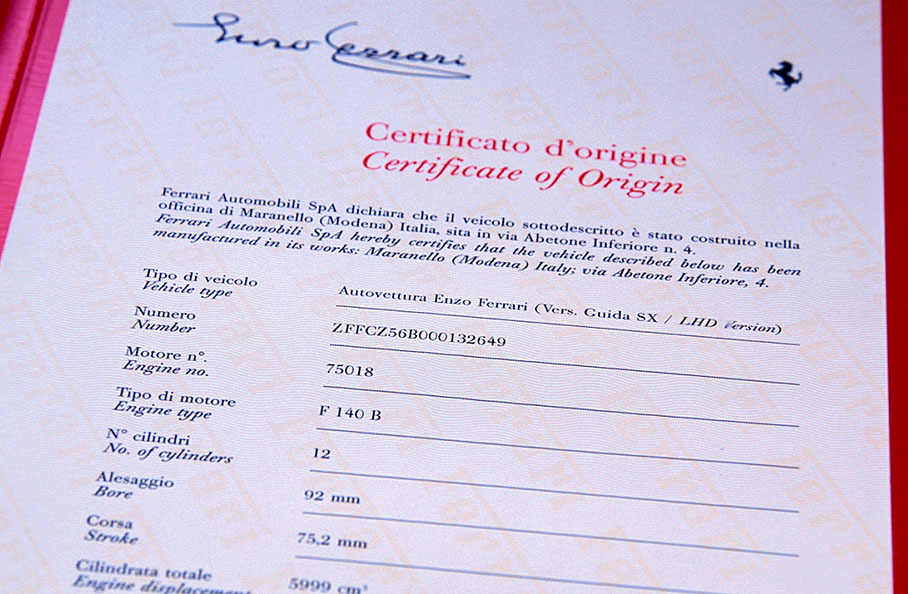 Enzo Ferrari
Certificato d'origine
Certificate of Origin
Ferrari Automobili SpA dichiara che il veicolo sottodescritto è stato costruito nella
officina di Maranello (Modena) Italia, sita in via Abetone Inferiore n. 4.
Ferrari Automobili SpA hereby certifies that the vehicle described below has been
manufactured in its works: Maranello (Modena) Italy; via Abetone Inferiore, 4.
Tipo di veicolo
Vehicle type
Autovettura Enzo Ferrari (Vers. Guida SX / LHD Version)
Numero
Number
ZFFCZ56B000132649
Motore n°.
Engine no.
75018
Tipo di motore
Engine type
F 140 B
N° cilindri
No. of cylinders
12
Alesaggio
Bore
92 mm
Corsa
Stroke
75,2 mm
Cilindrata totale
Engine displacement
5999 cm³